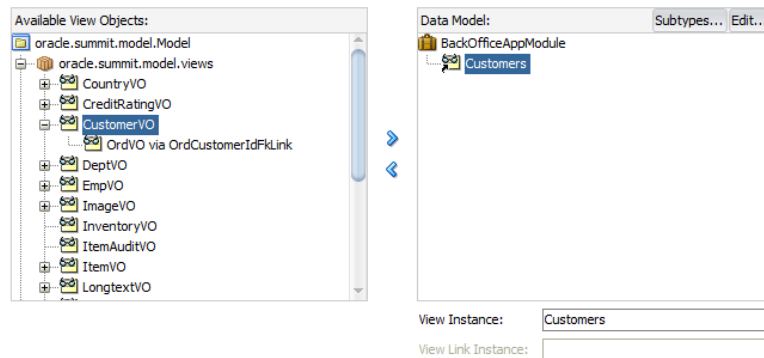 Available View Objects:
oracle.summit.model.Model
oracle.summit.model.views
CountryVO
CreditRatingVO
CustomerVO
OrdVO via OrdCustomerIdFkLink
DeptVO
EmpVO
ImageVO
InventoryVO
ItemAuditVO
ItemVO
LongtextVO
Data Model:
Subtypes... Edit...
BackOfficeAppModule
Customers
View Instance: Customers
View Link Instance: